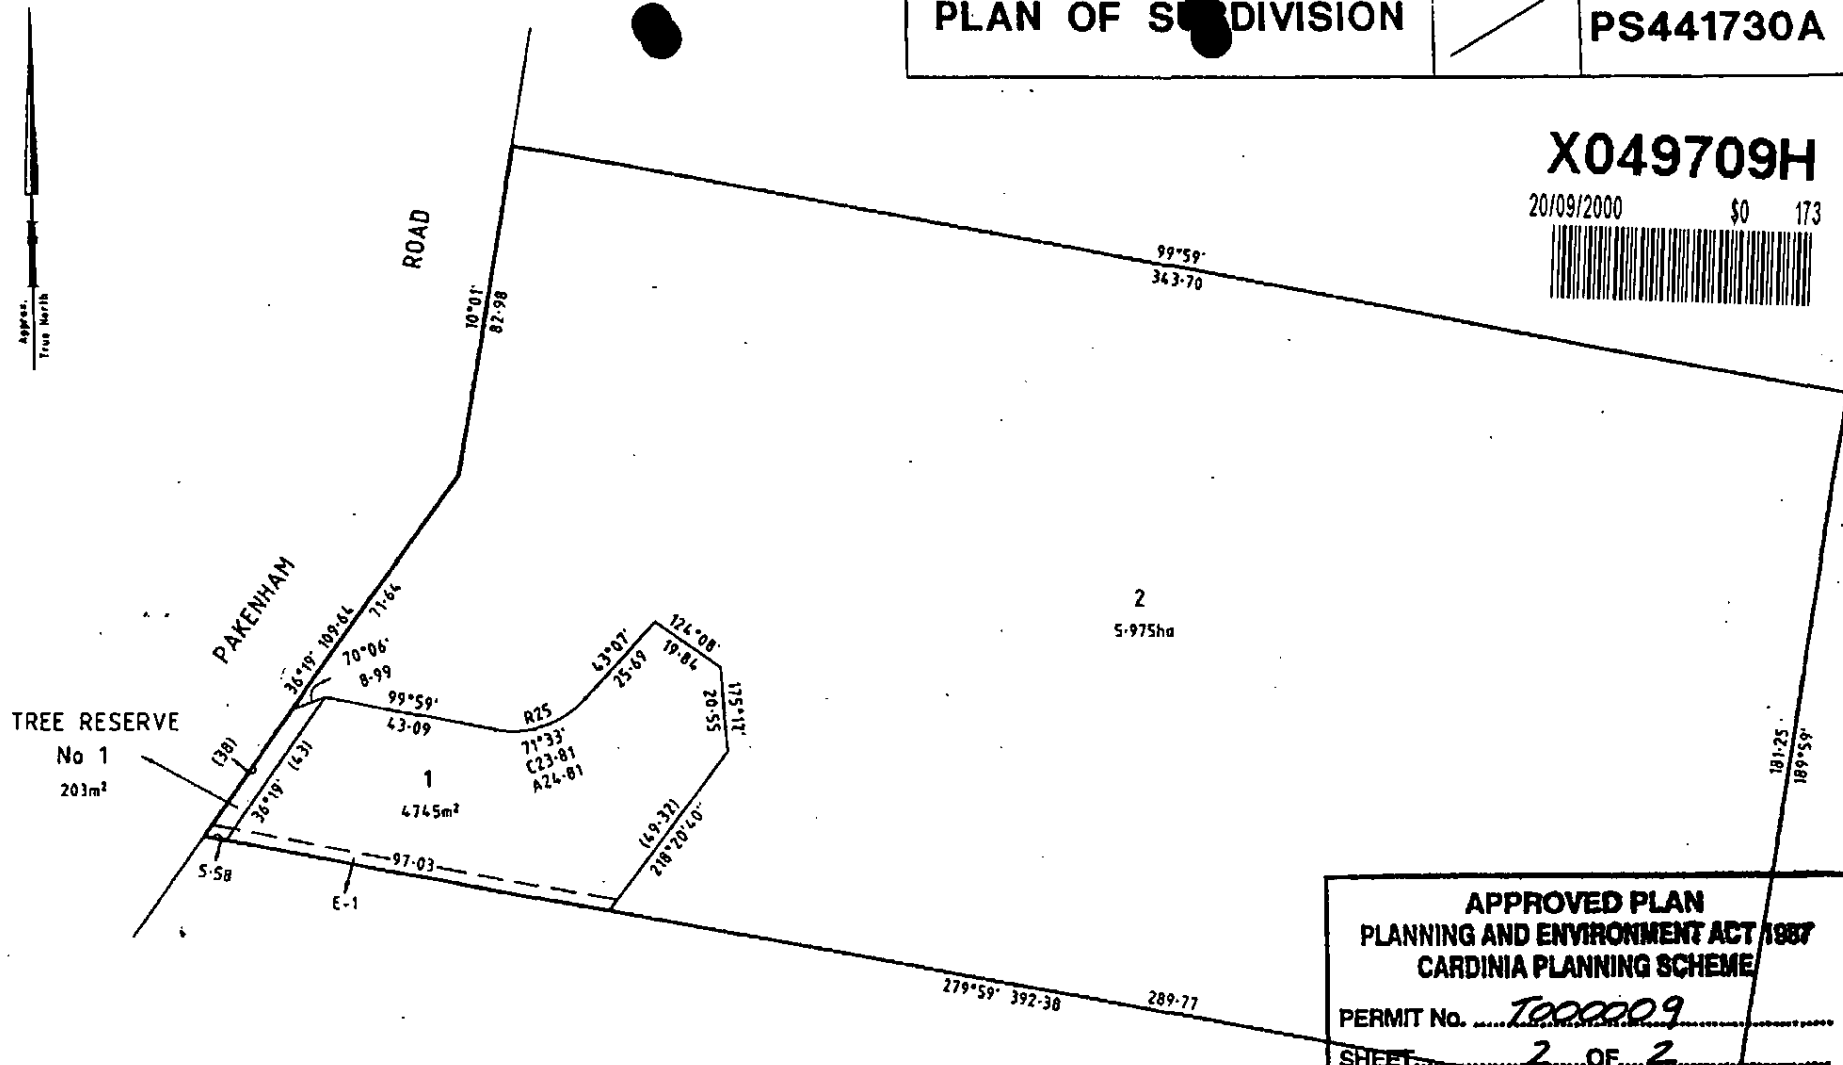 PLAN OF SUBDIVISION
PS441730A
X049709H
20/09/2000 $0 173
Approx.
True North
ROAD
10°01'
82·98
99°59'
343·70
PAKENHAM
36°19' 109·64
71·64
70°06'
8·99
TREE RESERVE
No 1
203m²
(38)
36°19' (43)
99°59'
43·09
R25
71°33'
C23·81
A24·81
43°07'
25·69
124°08'
19·84
175°17'
20·55
(49·32)
218°20'40"
1
4745m²
2
5·975ha
181·25
189°59'
5·58
97·03
E-1
279°59' 392·38
289·77
APPROVED PLAN
PLANNING AND ENVIRONMENT ACT 1987
CARDINIA PLANNING SCHEME
PERMIT No. T000009
SHEET 2 OF 2